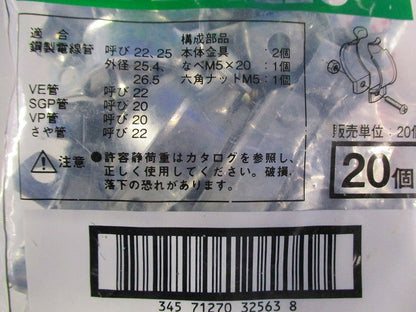 適合 構成部品
鋼製電線管 呼び 22、25 本体金具 : 2個
外径 25.4、 なべM5×20 : 1個
26.5 六角ナットM5 : 1個
VE管 呼び 22
SGP管 呼び 20
VP管 呼び 20
さや管 呼び 22
販売単位:20個
注意 ●許容静荷重はカタログを参照し、
正しく使用してください。破損、
落下の恐れがあります。
20個
345 71270 32563 8